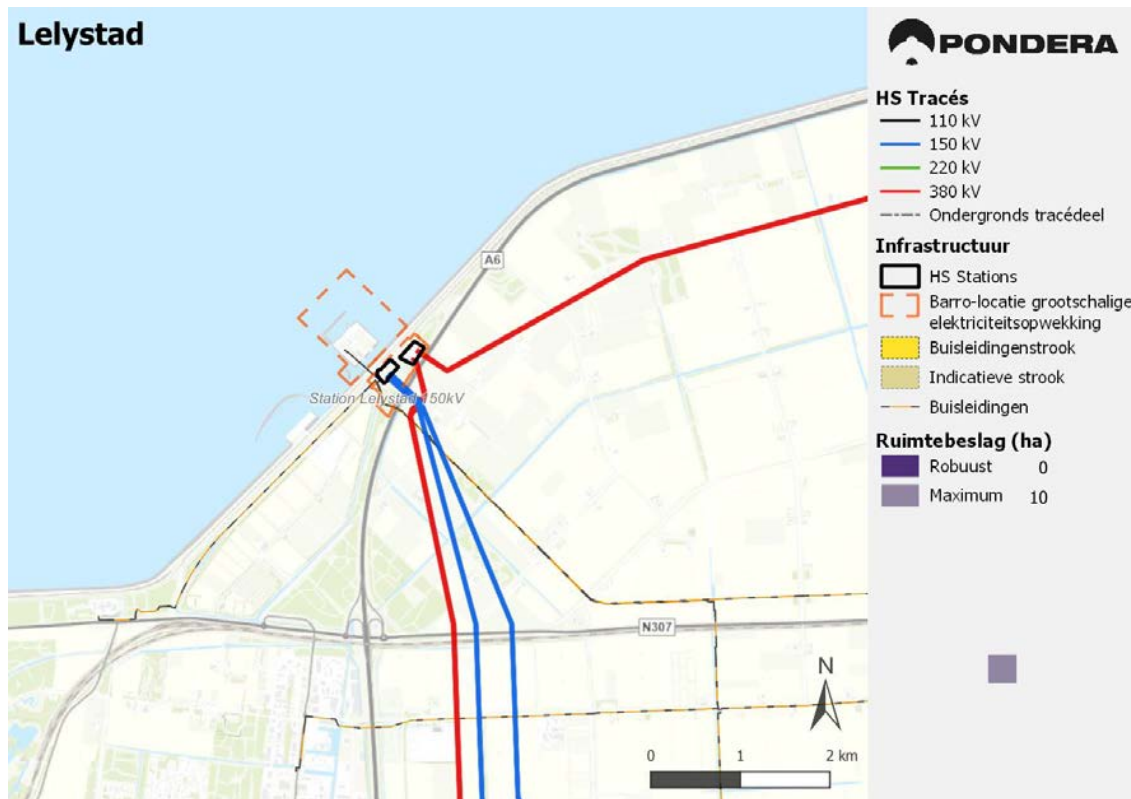 Lelystad
PONDERA
HS Tracés
110 kV
150 kV
220 kV
380 kV
Ondergronds tracédeel
Infrastructuur
HS Stations
Barro-locatie grootschalige
elektriciteitsopwekking
Buisleidingenstrook
Indicatieve strook
Buisleidingen
Ruimtebeslag (ha)
Robuust 0
Maximum 10
A6
Station Lelystad 150kV
N307
N
0 1 2 km